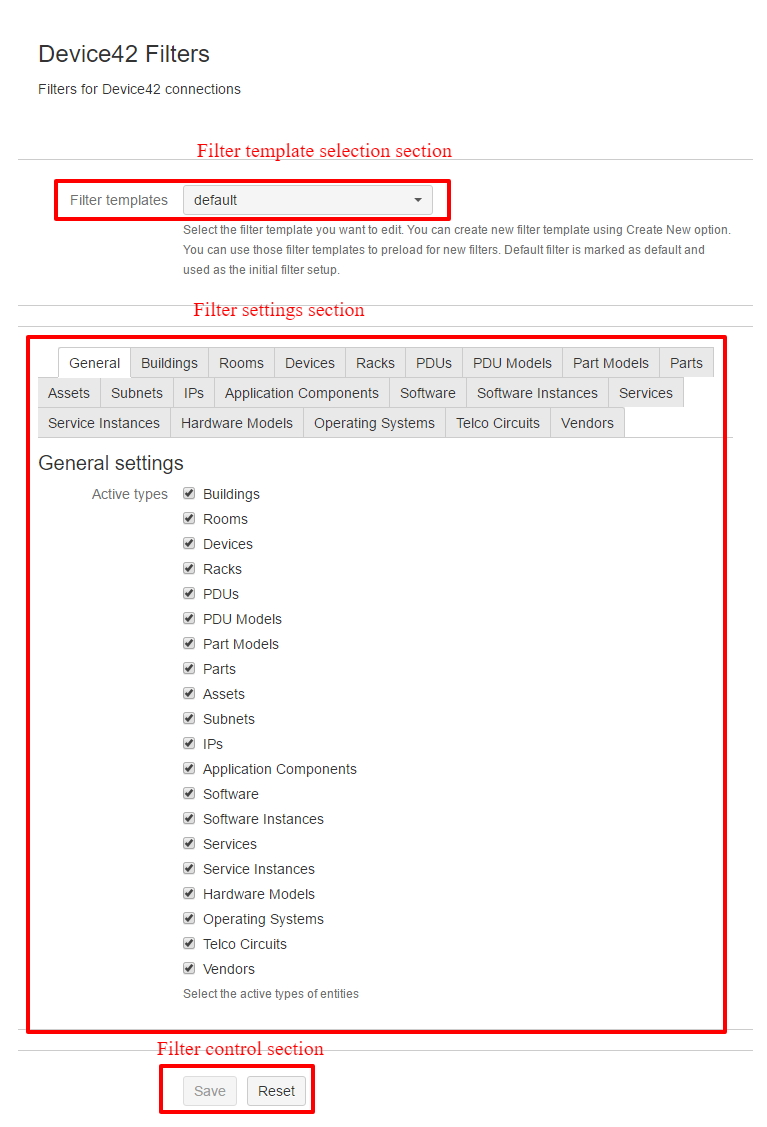 Device42 Filters
Filters for Device42 connections
Filter template selection section
Filter templates default
Select the filter template you want to edit. You can create new filter template using Create New option.
You can use those filter templates to preload for new filters. Default filter is marked as default and
used as the initial filter setup.
Filter settings section
General Buildings Rooms Devices Racks PDUs PDU Models Part Models Parts
Assets Subnets IPs Application Components Software Software Instances Services
Service Instances Hardware Models Operating Systems Telco Circuits Vendors
General settings
Active types Buildings
Rooms
Devices
Racks
PDUs
PDU Models
Part Models
Parts
Assets
Subnets
IPs
Application Components
Software
Software Instances
Services
Service Instances
Hardware Models
Operating Systems
Telco Circuits
Vendors
Select the active types of entities
Filter control section
Save Reset